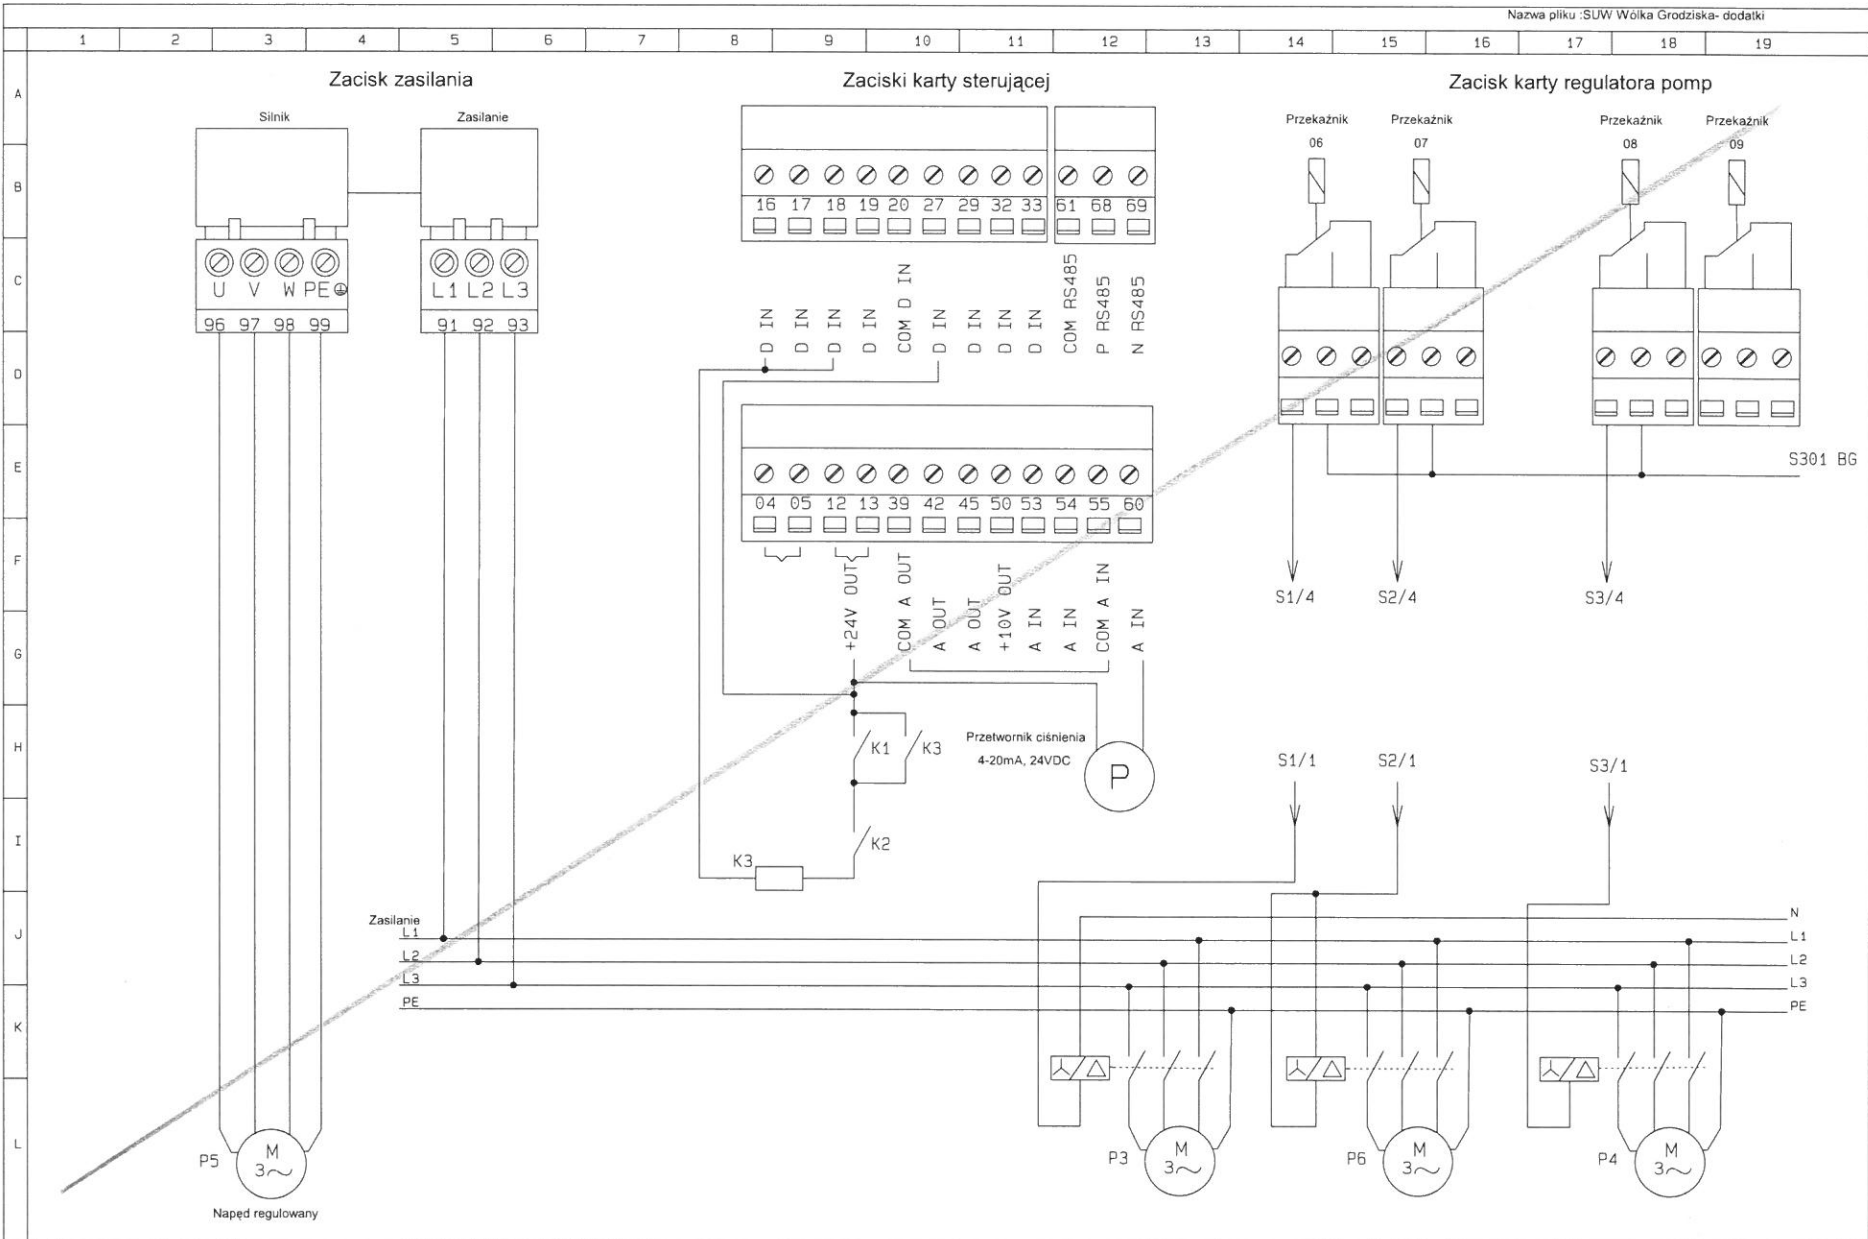 Nazwa pliku :SUW Wólka Grodziska- dodatki
1 2 3 4 5 6 7 8 9 10 11 12 13 14 15 16 17 18 19
A
B
C
D
E
F
G
H
I
J
K
L
Zacisk zasilania
Silnik
Zasilanie
U V W PE
96 97 98 99
L1 L2 L3
91 92 93
Zaciski karty sterującej
16 17 18 19 20 27 29 32 33 61 68 69
D IN
D IN
D IN
D IN
COM D IN
D IN
D IN
D IN
D IN
COM RS485
P RS485
N RS485
04 05 12 13 39 42 45 50 53 54 55 60
+24V OUT
COM A OUT
A OUT
A OUT
+10V OUT
A IN
A IN
COM A IN
A IN
K1
K3
K2
K3
Przetwornik ciśnienia
4-20mA, 24VDC
P
Zacisk karty regulatora pomp
Przekaźnik
06
Przekaźnik
07
Przekaźnik
08
Przekaźnik
09
S301 BG
S1/4
S2/4
S3/4
S1/1
S2/1
S3/1
Zasilanie
L1
L2
L3
PE
N
L1
L2
L3
PE
P5
M
3~
Napęd regulowany
P3
M
3~
P6
M
3~
P4
M
3~